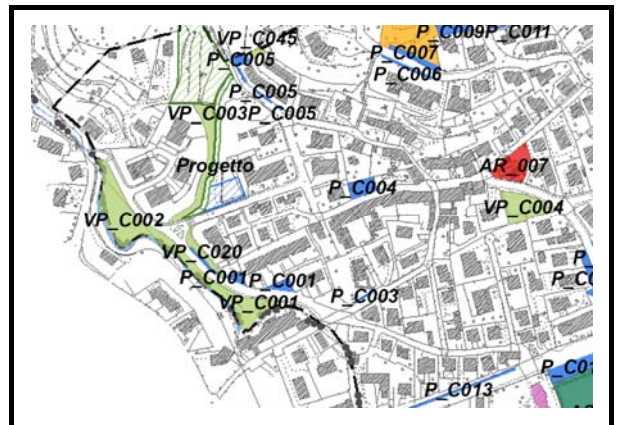 P_C009P_C011
VP_C045
P_C007
P_C005
P_C006
P_C005
VP_C003P_C005
Progetto
AR_007
P_C004
VP_C004
VP_C002
VP_C020
P_C001
P_C001
VP_C001
P_C003
P_C013